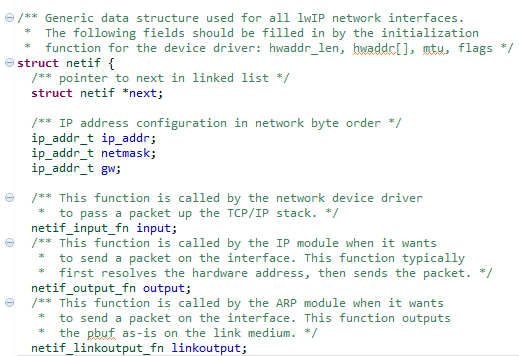 /** Generic data structure used for all lwIP network interfaces.
 *  The following fields should be filled in by the initialization
 *  function for the device driver: hwaddr_len, hwaddr[], mtu, flags */
struct netif {
  /** pointer to next in linked list */
  struct netif *next;

  /** IP address configuration in network byte order */
  ip_addr_t ip_addr;
  ip_addr_t netmask;
  ip_addr_t gw;

  /** This function is called by the network device driver
   *  to pass a packet up the TCP/IP stack. */
  netif_input_fn input;
  /** This function is called by the IP module when it wants
   *  to send a packet on the interface. This function typically
   *  first resolves the hardware address, then sends the packet. */
  netif_output_fn output;
  /** This function is called by the ARP module when it wants
   *  to send a packet on the interface. This function outputs
   *  the pbuf as-is on the link medium. */
  netif_linkoutput_fn linkoutput;